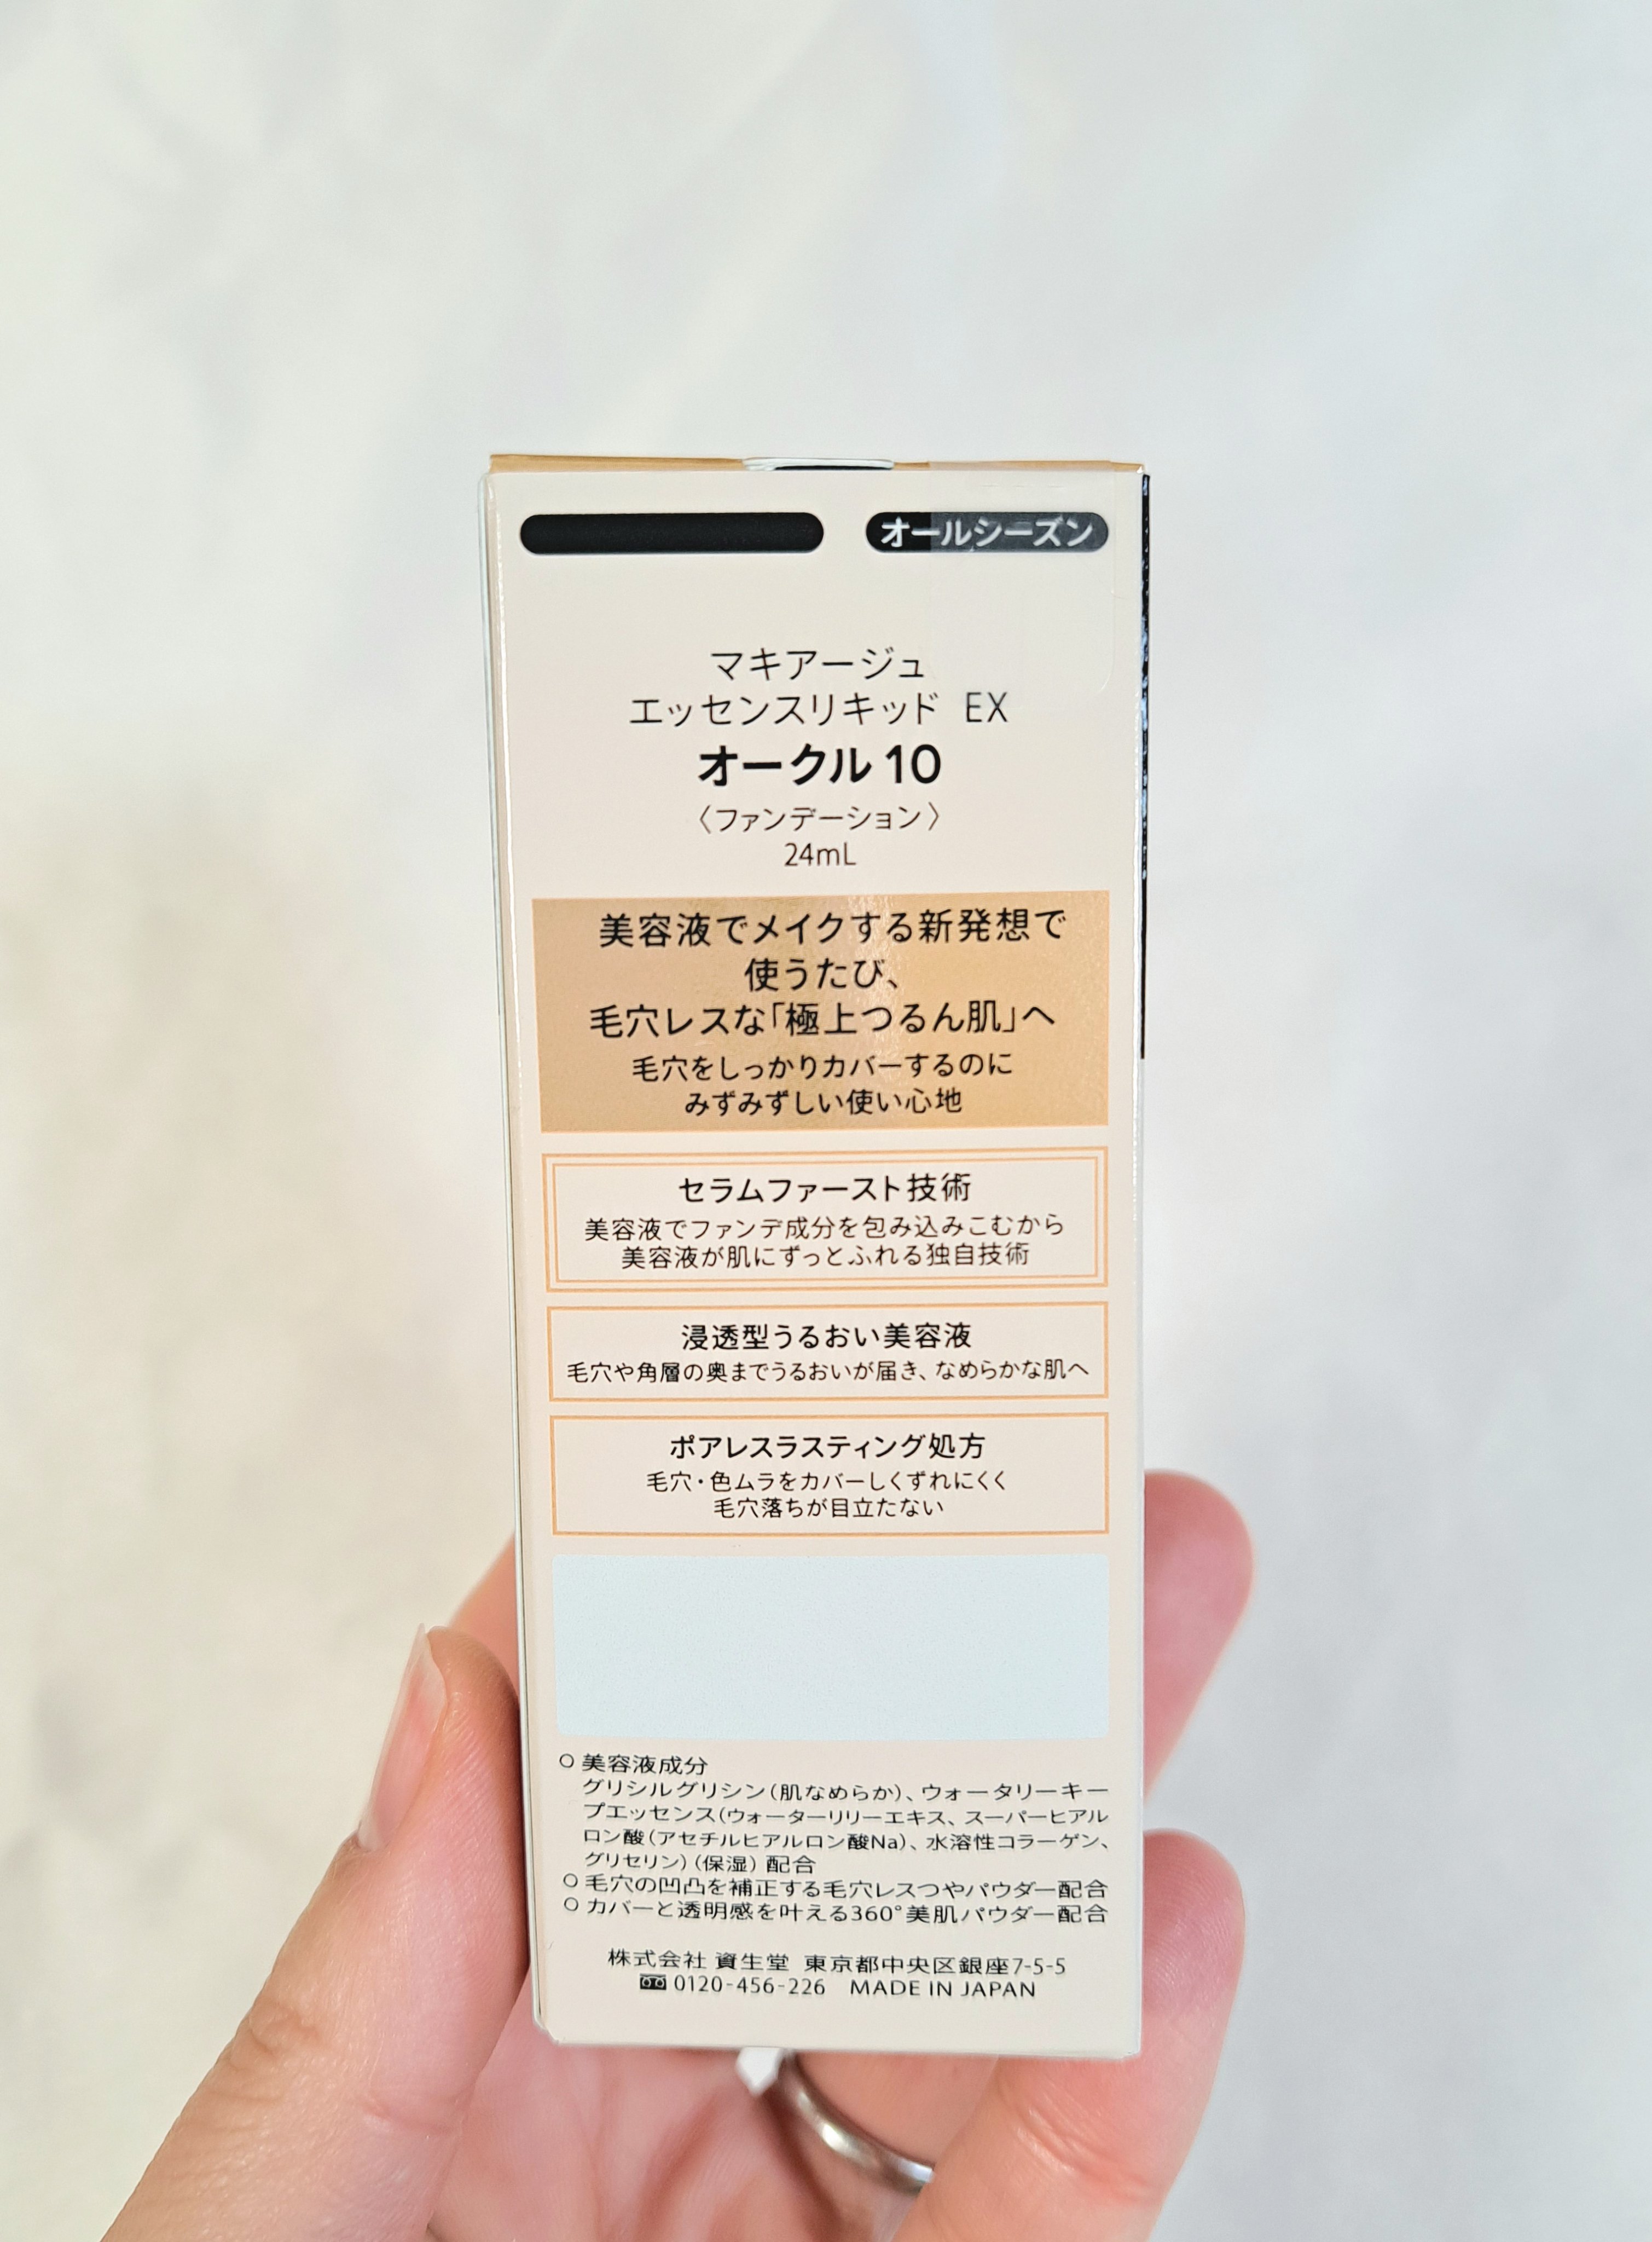 オールシーズン
マキアージュ
エッセンスリキッド EX
オークル10
〈ファンデーション〉
24mL
美容液でメイクする新発想で
使うたび、
毛穴レスな「極上つるん肌」へ
毛穴をしっかりカバーするのに
みずみずしい使い心地
セラムファースト技術
美容液でファンデ成分を包み込みこむから
美容液が肌にずっとふれる独自技術
浸透型うるおい美容液
毛穴や角層の奥までうるおいが届き、なめらかな肌へ
ポアレスラスティング処方
毛穴・色ムラをカバーしくずれにくく
毛穴落ちが目立たない
○ 美容液成分
グリシルグリシン（肌なめらか）、ウォータリーキー
プエッセンス（ウォーターリリーエキス、スーパーヒアル
ロン酸（アセチルヒアルロン酸Na）、水溶性コラーゲン、
グリセリン）（保湿）配合
○ 毛穴の凹凸を補正する毛穴レスつやパウダー配合
○ カバーと透明感を叶える360°美肌パウダー配合
株式会社 資生堂 東京都中央区銀座7-5-5
0120-456-226 MADE IN JAPAN